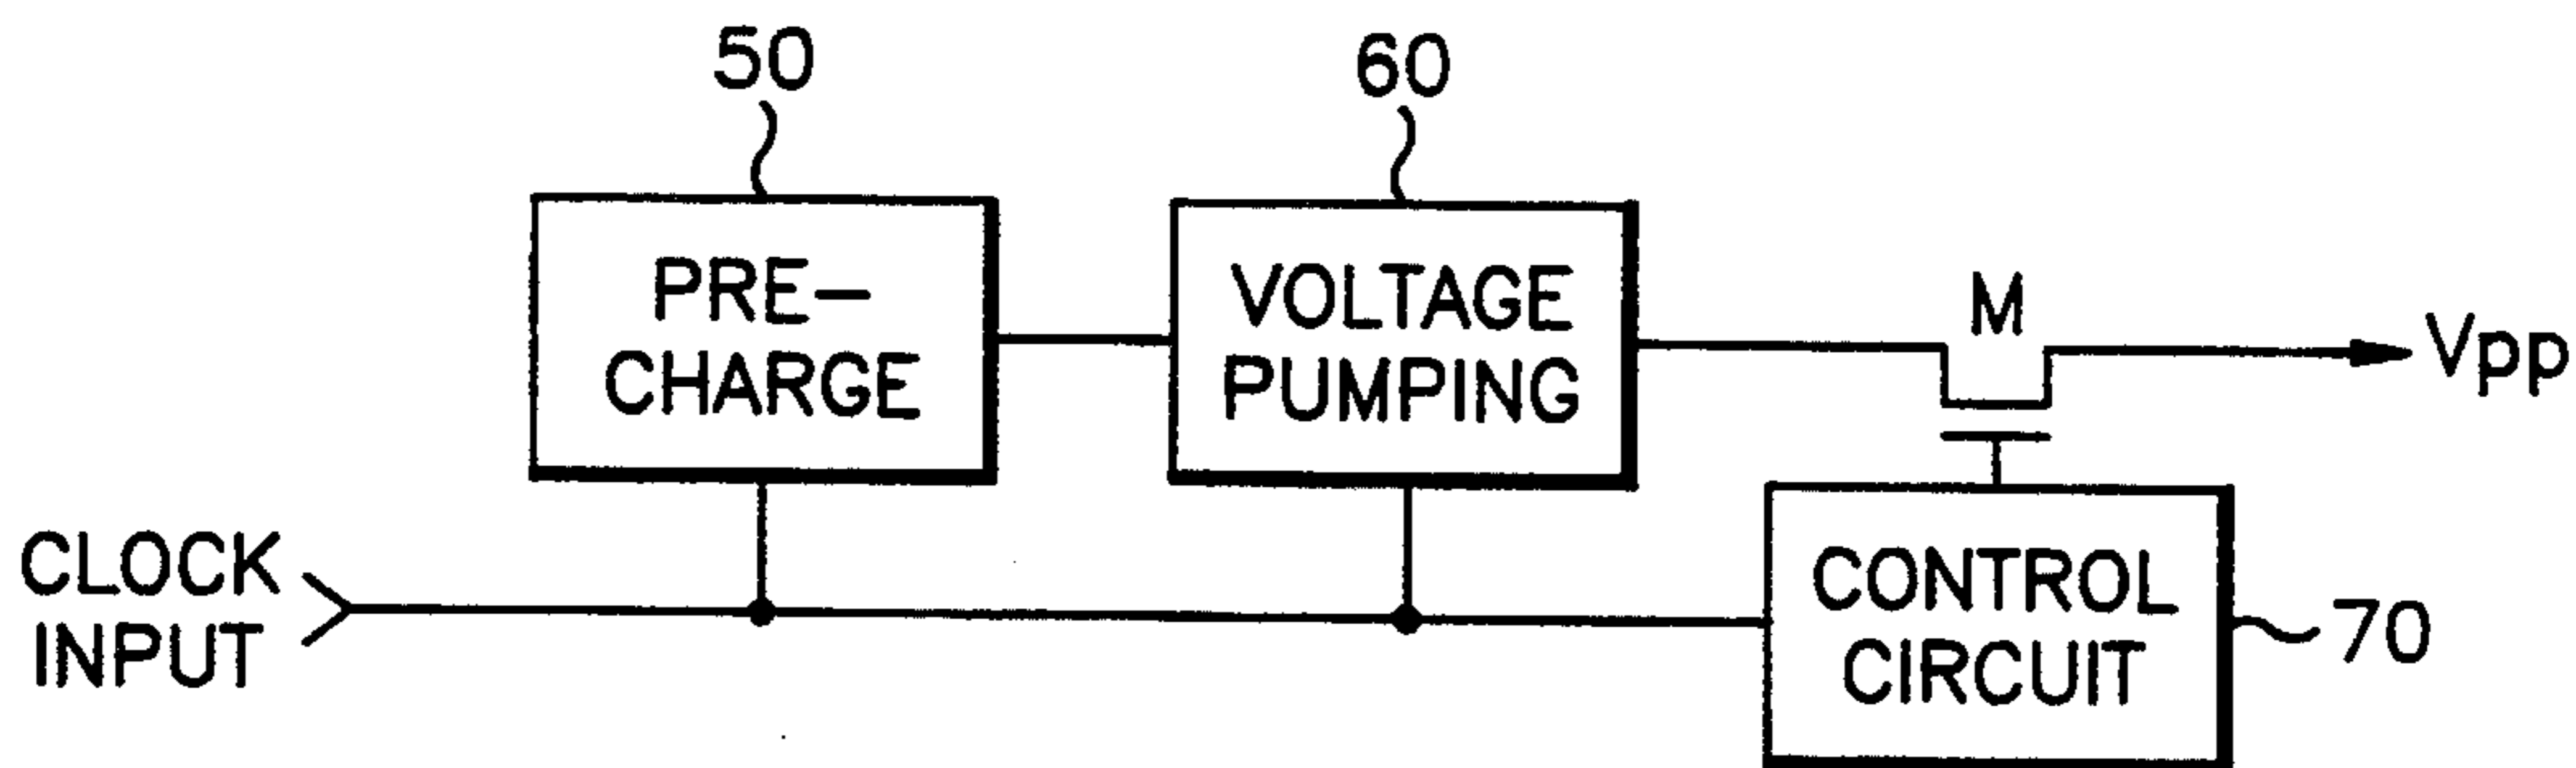 50
60
PRE-
CHARGE
VOLTAGE
PUMPING
M
Vpp
CLOCK
INPUT
CONTROL
CIRCUIT
70